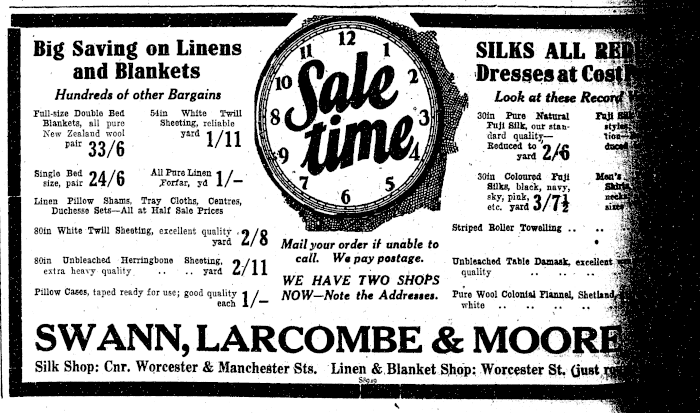 Big Saving on Linens
and Blankets
Hundreds of other Bargains
Full-size Double Bed
Blankets, all pure
New Zealand wool
pair 33/6
54in White Twill
Sheeting, reliable
yard 1/11
Single Bed
size, pair 24/6
All Pure Linen
Forfar, yd 1/-
Linen Pillow Shams, Tray Cloths, Centres,
Duchesse Sets—All at Half Sale Prices
80in White Twill Sheeting, excellent quality
yard 2/8
80in Unbleached Herringbone Sheeting,
extra heavy quality .. .. yard 2/11
Pillow Cases, taped ready for use; good quality
each 1/-
12
1
2
3
4
5
6
7
9
8
10
11
Sale
time
Mail your order if unable to
call. We pay postage.
WE HAVE TWO SHOPS
NOW—Note the Addresses.
SILKS ALL RED
Dresses at Cost
Look at these Record
30in Pure Natural
Fuji Silk, our stan-
dard quality—
Reduced to
yard 2/6
Fuji
styles
30in Coloured Fuji
Silks, black, navy,
sky, pink,
etc. yard 3/7½
Men's
Striped Roller Towelling ..
Unbleached Table Damask, excellent
quality .. .. ..
Pure Wool Colonial Flannel, Shetland,
white .. .. .. ..
SWANN, LARCOMBE & MOORE
Silk Shop: Cnr. Worcester & Manchester Sts. Linen & Blanket Shop: Worcester St. (just